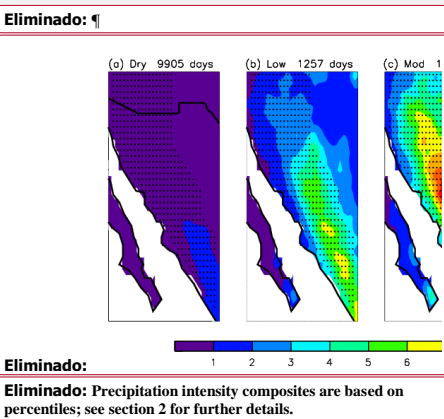 Eliminado: ¶
(a) Dry 9905 days
(b) Low 1257 days
(c) Mod 1
1 2 3 4 5 6
Eliminado:
Eliminado: Precipitation intensity composites are based on
percentiles; see section 2 for further details.